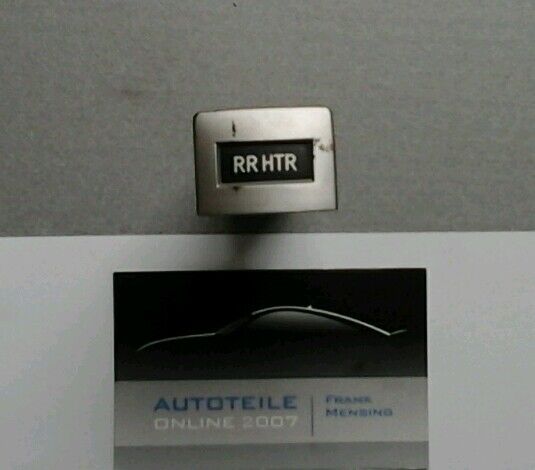 RR HTR
AUTOTEILE
ONLINE 2007
FRANK
MENSING